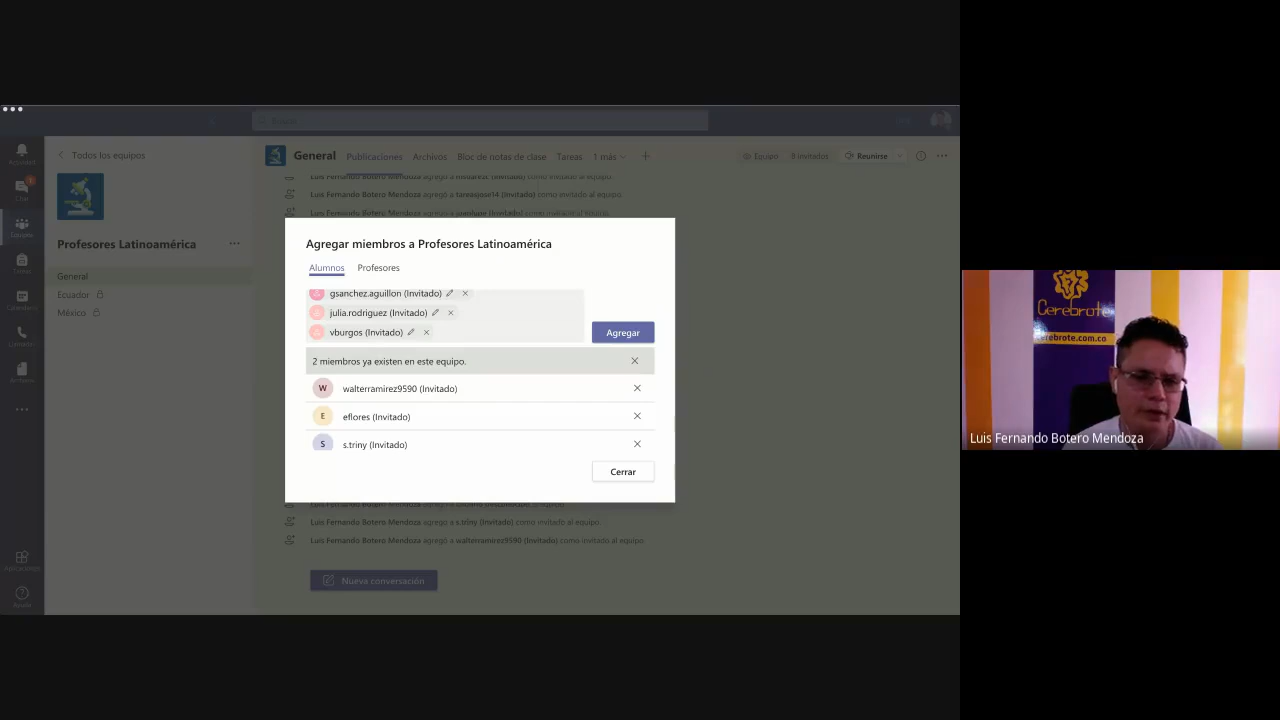 Todos los equipos
General
Publicaciones
Archivos
Bloc de notas de clase
Tareas
1 más
Equipo
8 invitados
Reunirse
Luis Fernando Botero Mendoza agregó a tareasjose14 (Invitado) como invitado al equipo.
Profesores Latinoamérica
General
Ecuador
México
Agregar miembros a Profesores Latinoamérica
Alumnos
Profesores
gsanchez.aguillon (Invitado)
julia.rodriguez (Invitado)
vburgos (Invitado)
Agregar
2 miembros ya existen en este equipo.
W
walterramirez9590 (Invitado)
E
eflores (Invitado)
S
s.triny (Invitado)
Cerrar
Luis Fernando Botero Mendoza agregó a s.triny (Invitado) como invitado al equipo.
Luis Fernando Botero Mendoza agregó a walterramirez9590 (Invitado) como invitado al equipo.
Nueva conversación
Cerebrote
cerebrote.com.co
Luis Fernando Botero Mendoza